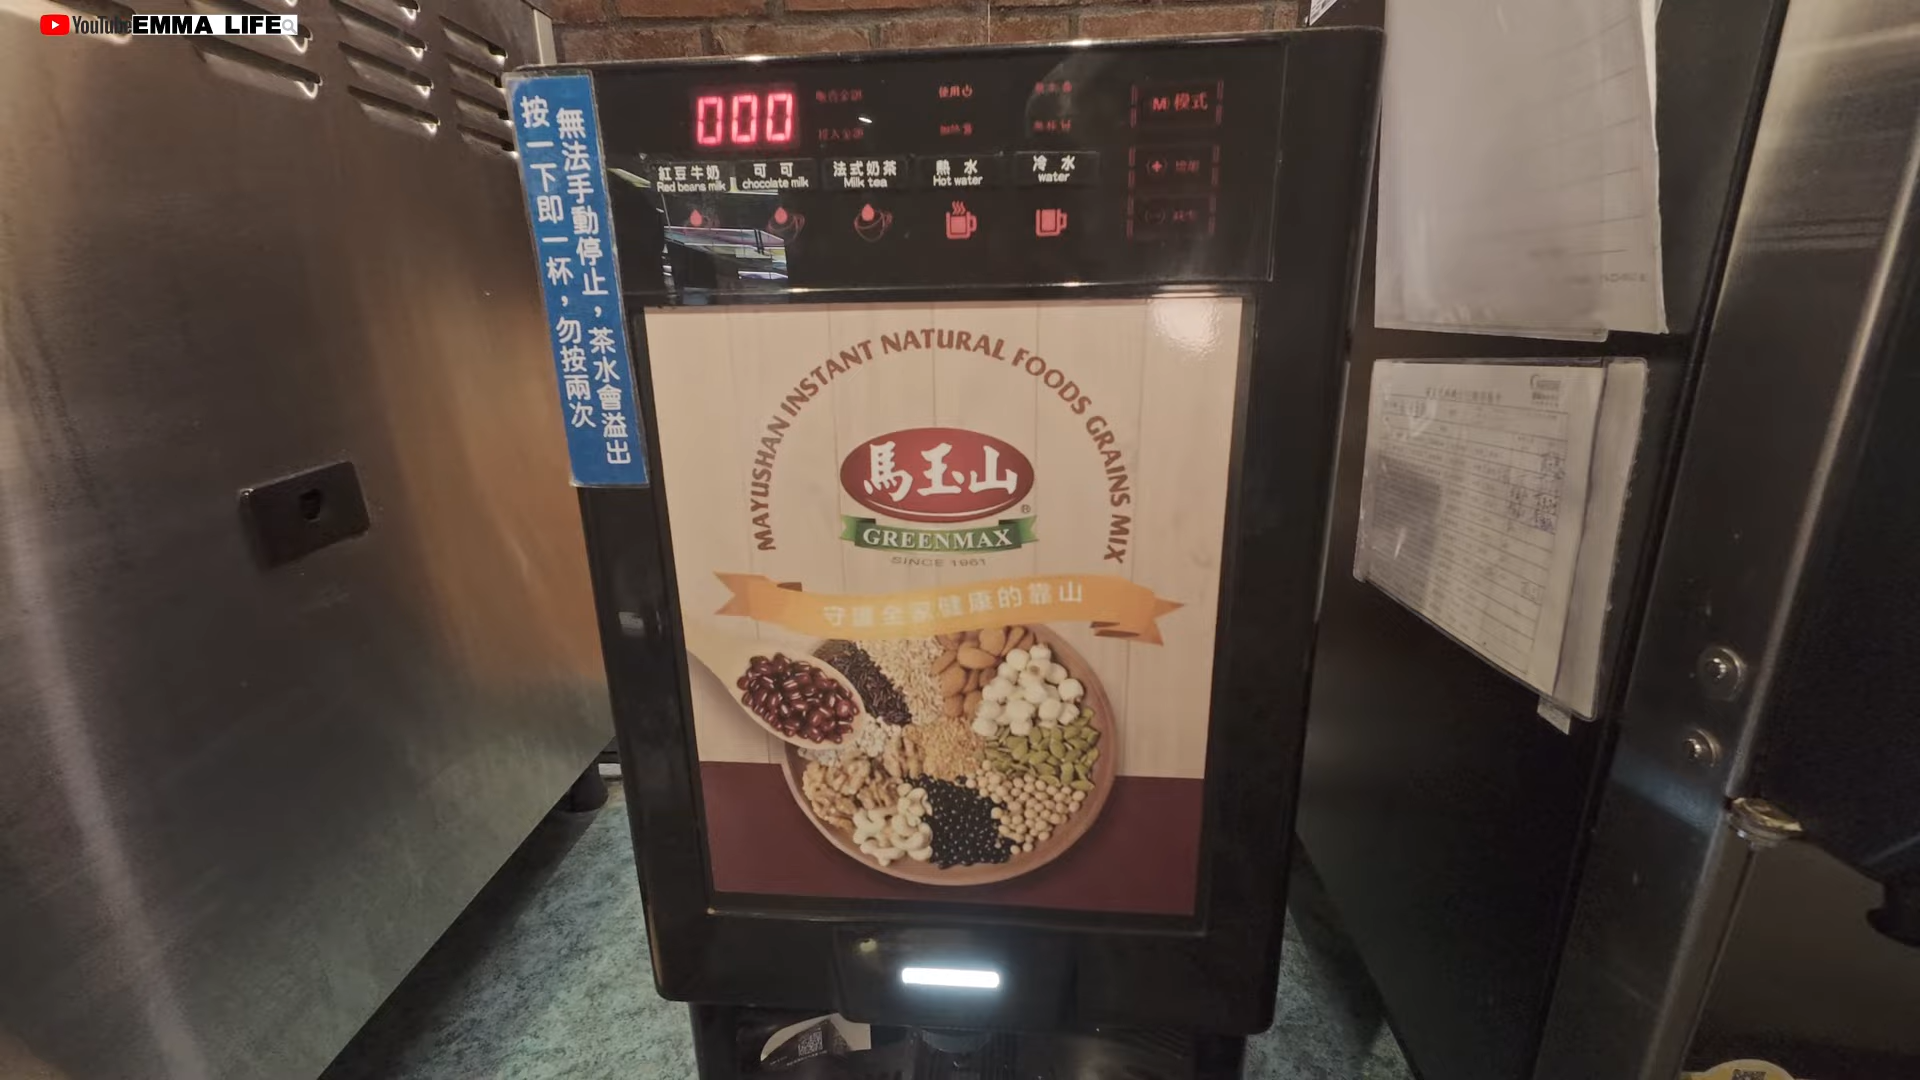 YouTube EMMA LIFE
無法手動停止，茶水會溢出
按一下即一杯，勿按兩次
000
使用
M 模式
紅豆牛奶 可可 法式奶茶 熱水 冷水
Red beans milk chocolate milk Milk tea Hot water water
MAYUSHAN INSTANT NATURAL FOODS GRAINS MIX
馬玉山
®
GREENMAX
SINCE 1961
守護全家健康的靠山